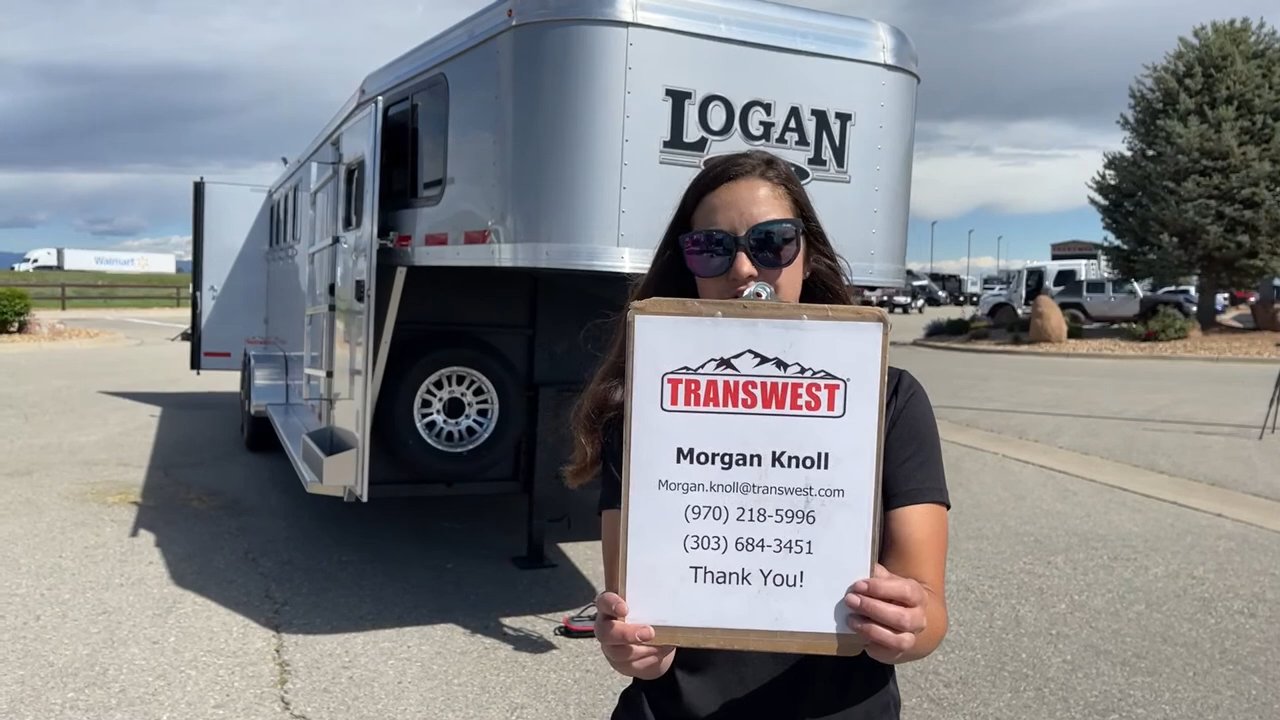 LOGAN
Walmart
TRANSWEST
Morgan Knoll
Morgan.knoll@transwest.com
(970) 218-5996
(303) 684-3451
Thank You!